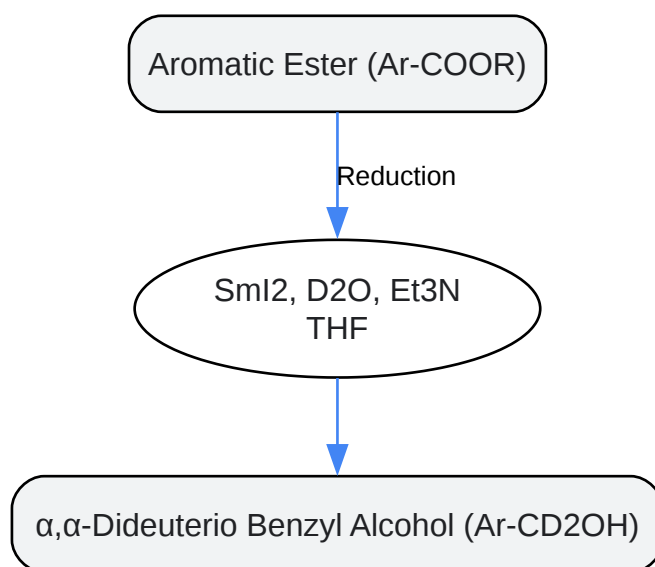 Aromatic Ester (Ar-COOR)
Reduction
SmI2, D2O, Et3N
THF
α,α-Dideuterio Benzyl Alcohol (Ar-CD2OH)